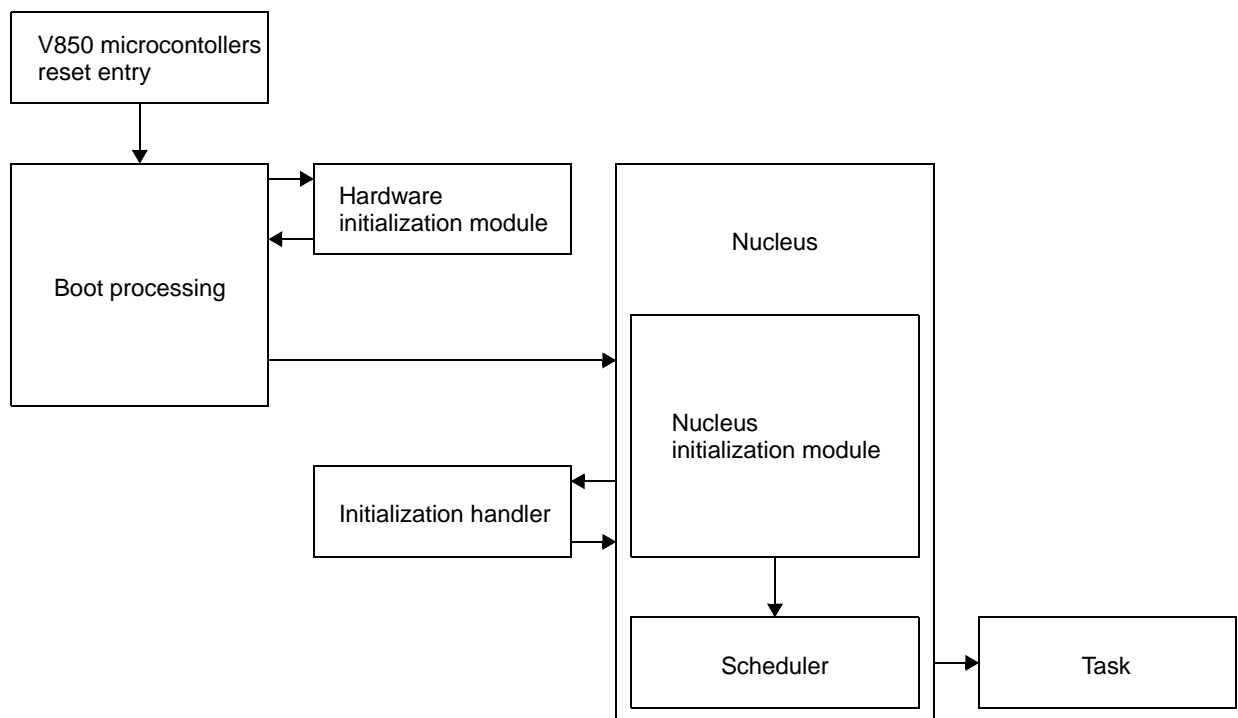 V850 microcontollers
reset entry
Hardware
initialization module
Nucleus
Boot processing
Nucleus
initialization module
Initialization handler
Scheduler
Task